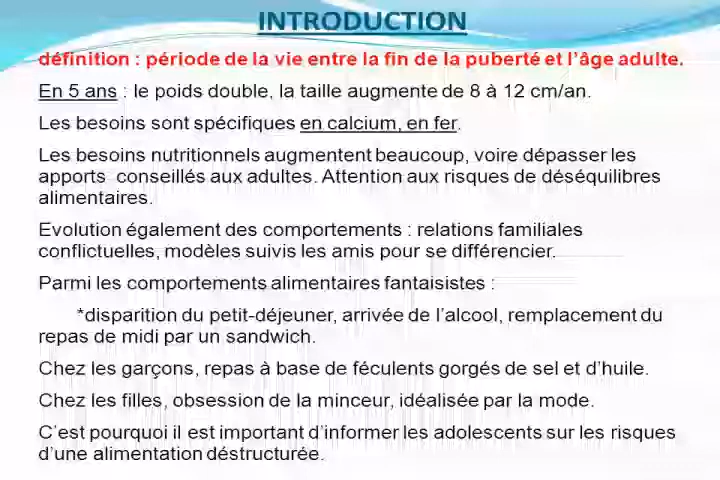 INTRODUCTION
définition : période de la vie entre la fin de la puberté et l’âge adulte.
En 5 ans : le poids double, la taille augmente de 8 à 12 cm/an.
Les besoins sont spécifiques en calcium, en fer.
Les besoins nutritionnels augmentent beaucoup, voire dépasser les
apports  conseillés aux adultes. Attention aux risques de déséquilibres
alimentaires.
Evolution également des comportements : relations familiales
conflictuelles, modèles suivis les amis pour se différencier.
Parmi les comportements alimentaires fantaisistes :
*disparition du petit-déjeuner, arrivée de l’alcool, remplacement du
repas de midi par un sandwich.
Chez les garçons, repas à base de féculents gorgés de sel et d’huile.
Chez les filles, obsession de la minceur, idéalisée par la mode.
C’est pourquoi il est important d’informer les adolescents sur les risques
d’une alimentation déstructurée.